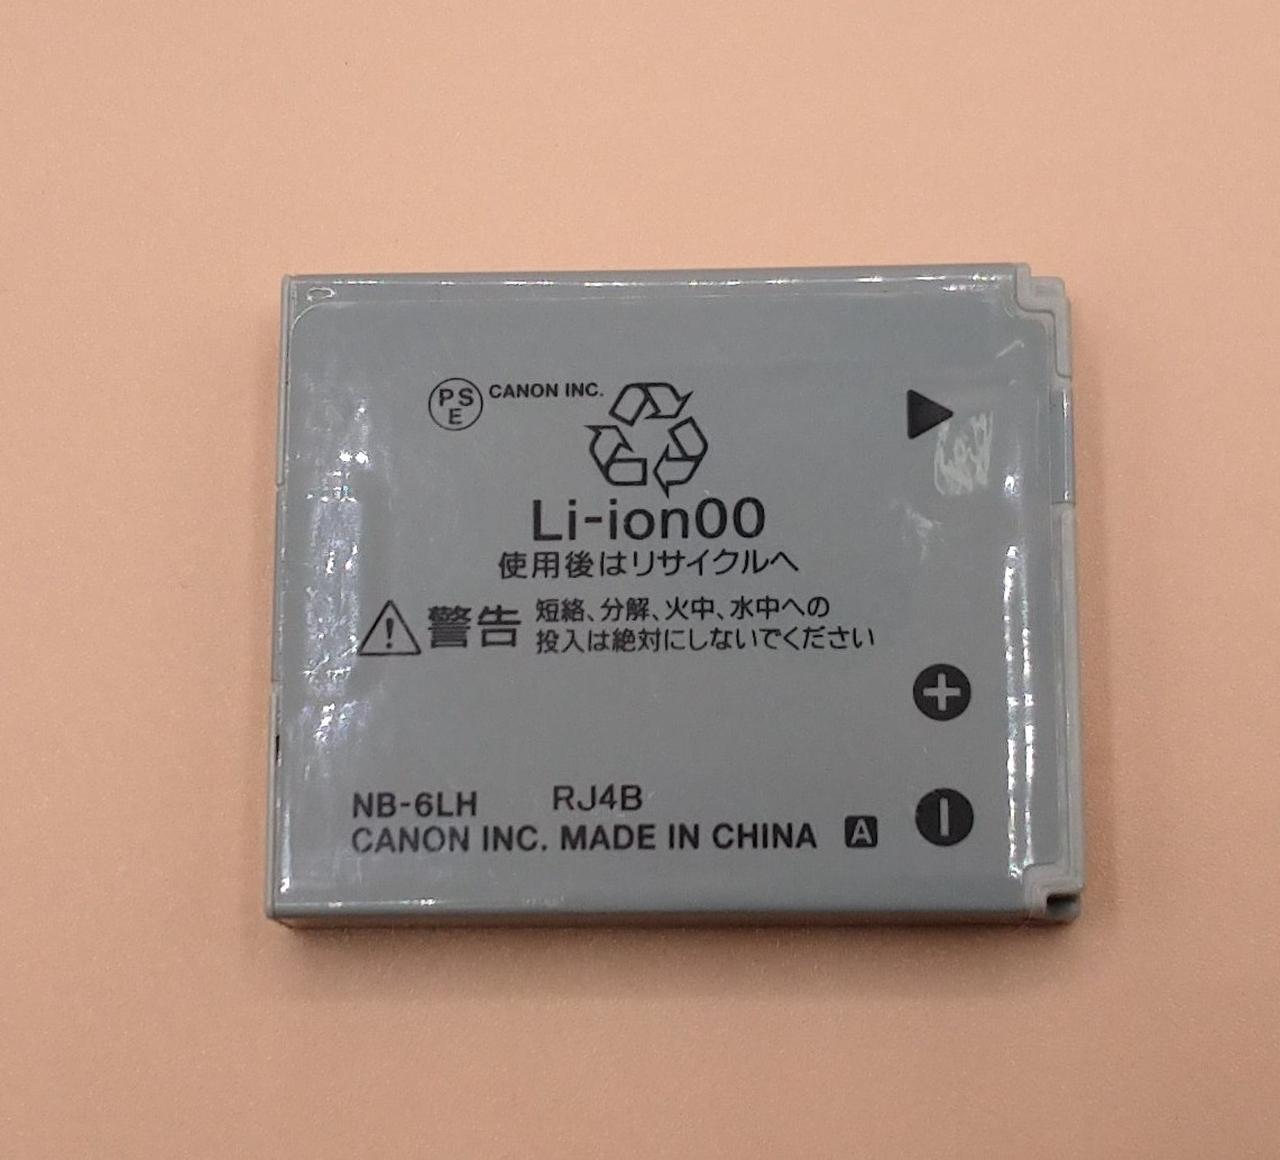 PSE CANON INC.
Li-ion00
使用後はリサイクルへ
警告 短絡、分解、火中、水中への
投入は絶対にしないでください
NB-6LH RJ4B
CANON INC. MADE IN CHINA A